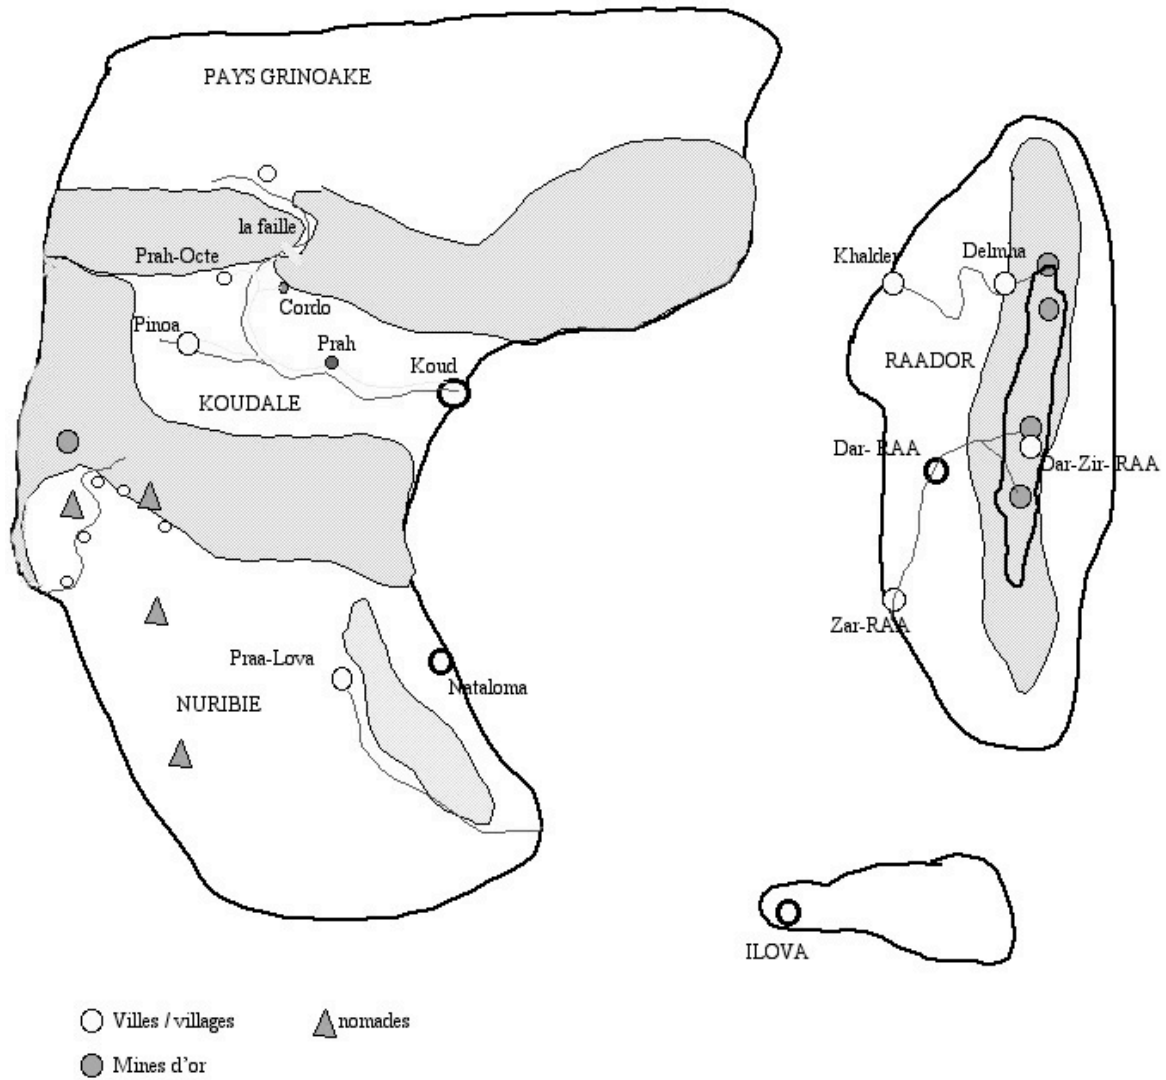 PAYS GRINOAKE
la faille
Prah-Octe
Khalder
Delmha
Cordo
Pinoa
Prah
Koud
RAADOR
KOUDALE
Dar- RAA
Dar-Zir- RAA
Zar-RAA
Praa-Lova
Nataloma
NURIBIE
ILOVA
Villes / villages
nomades
Mines d'or